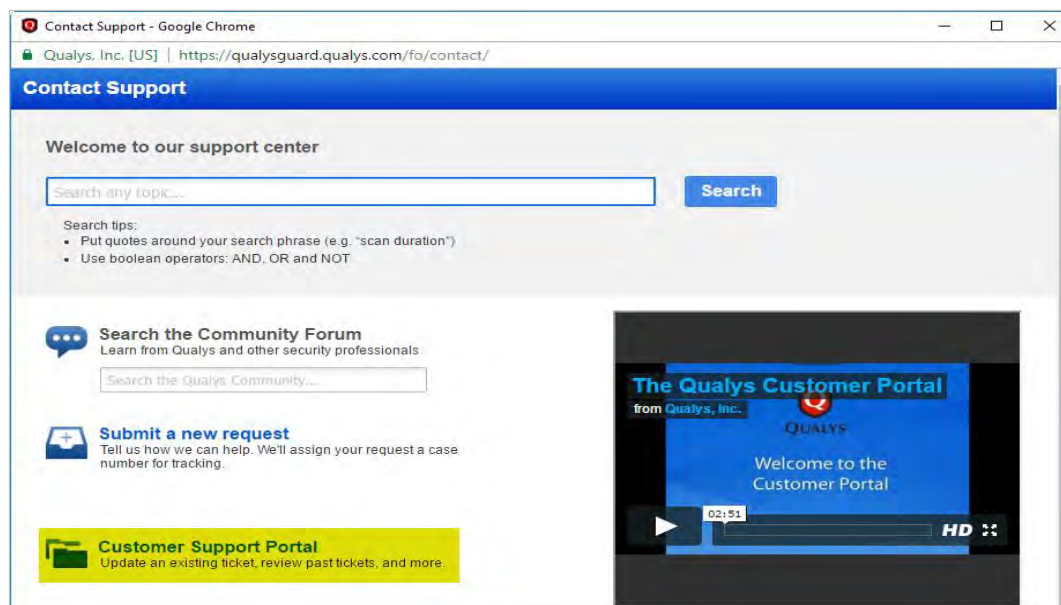 Contact Support - Google Chrome
Qualys, Inc. [US] | https://qualysguard.qualys.com/fo/contact/
Contact Support
Welcome to our support center
Search any topic....
Search
Search tips:
• Put quotes around your search phrase (e.g. "scan duration")
• Use boolean operators: AND, OR and NOT
Search the Community Forum
Learn from Qualys and other security professionals
Search the Qualys Community....
Submit a new request
Tell us how we can help. We'll assign your request a case
number for tracking.
Customer Support Portal
Update an existing ticket, review past tickets, and more.
The Qualys Customer Portal
from Qualys, Inc.
QUALYS
Welcome to the
Customer Portal
02:51
HD